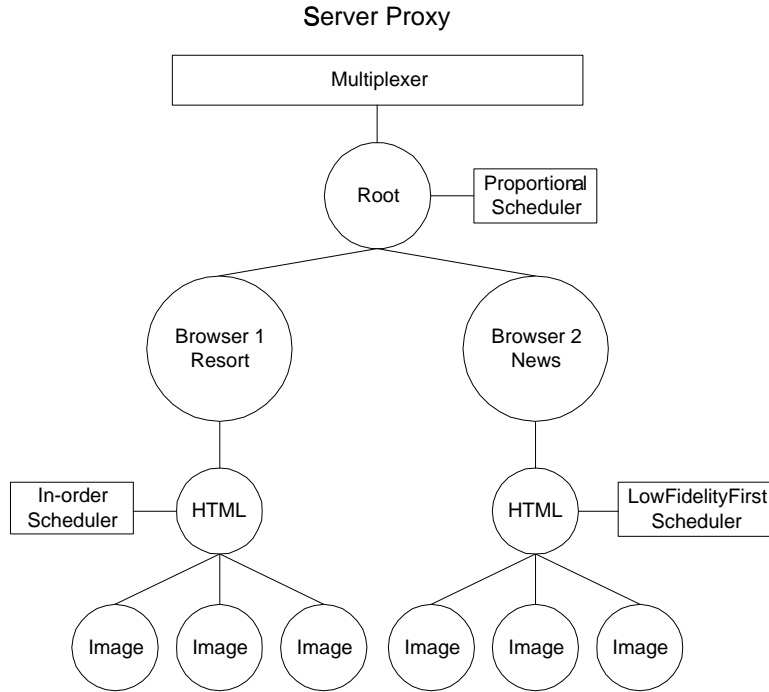 Server Proxy
Multiplexer
Root
Proportional
Scheduler
Browser 1
Resort
Browser 2
News
In-order
Scheduler
HTML
HTML
LowFidelityFirst
Scheduler
Image
Image
Image
Image
Image
Image